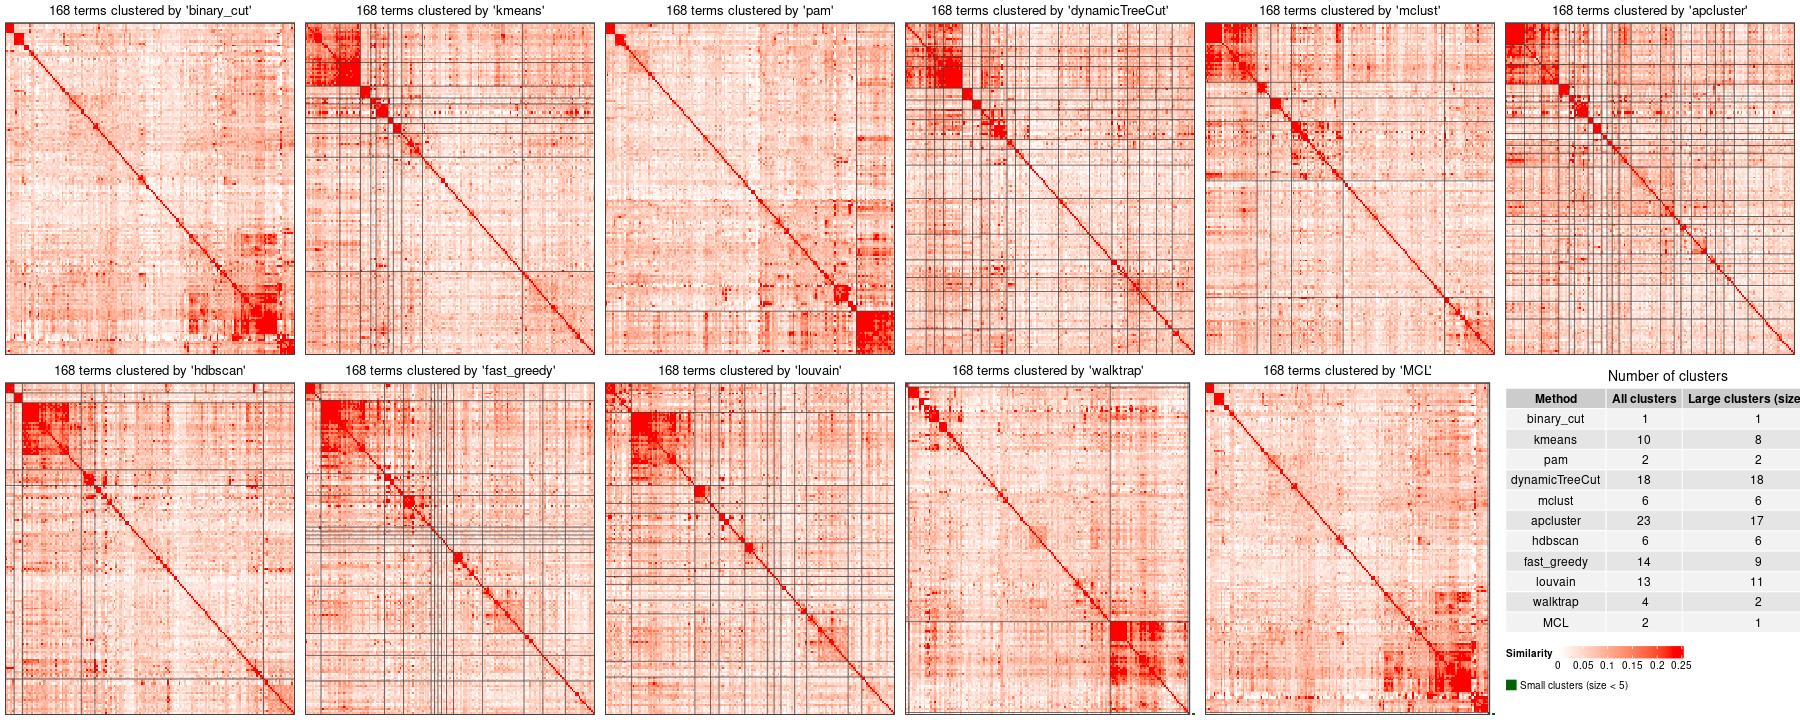 168 terms clustered by 'binary_cut'
168 terms clustered by 'kmeans'
168 terms clustered by 'pam'
168 terms clustered by 'dynamicTreeCut'
168 terms clustered by 'mclust'
168 terms clustered by 'apcluster'
168 terms clustered by 'hdbscan'
168 terms clustered by 'fast_greedy'
168 terms clustered by 'louvain'
168 terms clustered by 'walktrap'
168 terms clustered by 'MCL'
Number of clusters
Method All clusters Large clusters (size
binary_cut 1 1
kmeans 10 8
pam 2 2
dynamicTreeCut 18 18
mclust 6 6
apcluster 23 17
hdbscan 6 6
fast_greedy 14 9
louvain 13 11
walktrap 4 2
MCL 2 1
Similarity
0 0.05 0.1 0.15 0.2 0.25
Small clusters (size < 5)